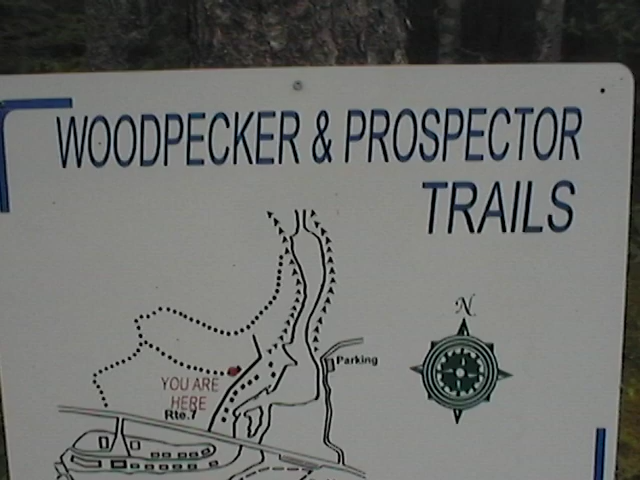 WOODPECKER & PROSPECTOR
TRAILS
N
Parking
YOU ARE
HERE
Rte.7